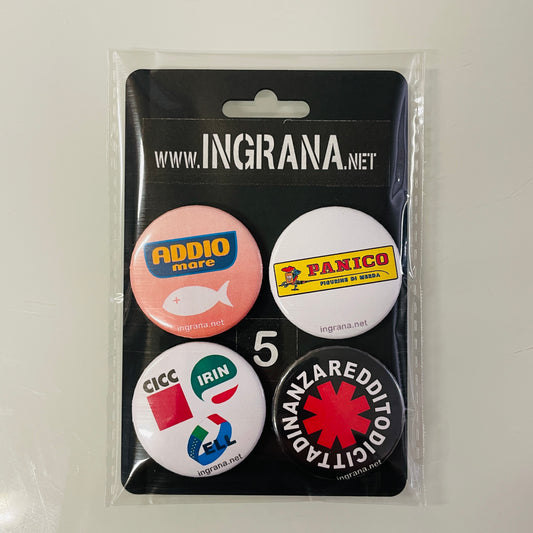 www.INGRANA.NET
ADDIO
mare
ingrana.net
PANICO
FIGURINE DI MERDA
ingrana.net
5
CICC
IRIN
ELL
ingrana.net
REDDITODICITTADINANZA
ingrana.net